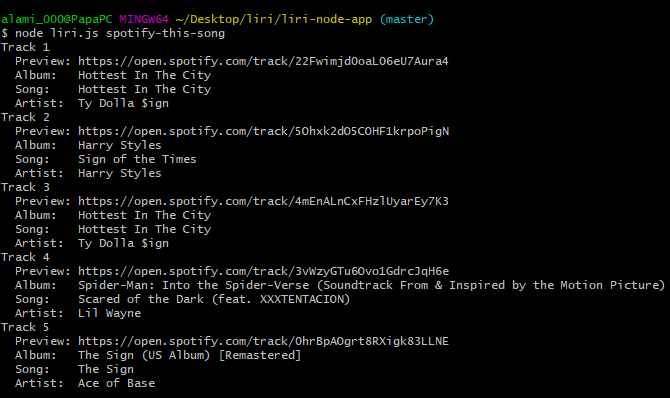 alami_000@PapaPC MINGW64 ~/Desktop/liri/liri-node-app (master)
$ node liri.js spotify-this-song
Track 1
Preview: https://open.spotify.com/track/22FwimjdOoaLO6eU7Aura4
Album: Hottest In The City
Song: Hottest In The City
Artist: Ty Dolla $ign
Track 2
Preview: https://open.spotify.com/track/5Ohxk2dO5COHF1krpoPigN
Album: Harry Styles
Song: Sign of the Times
Artist: Harry Styles
Track 3
Preview: https://open.spotify.com/track/4mEnALnCxFHzlUyarEy7K3
Album: Hottest In The City
Song: Hottest In The City
Artist: Ty Dolla $ign
Track 4
Preview: https://open.spotify.com/track/3vWzyGTu6Ovo1GdrcJqH6e
Album: Spider-Man: Into the Spider-Verse (Soundtrack From & Inspired by the Motion Picture)
Song: Scared of the Dark (feat. XXXTENTACION)
Artist: Lil Wayne
Track 5
Preview: https://open.spotify.com/track/0hrBpAOgrt8RXigk83LLNE
Album: The Sign (US Album) [Remastered]
Song: The Sign
Artist: Ace of Base